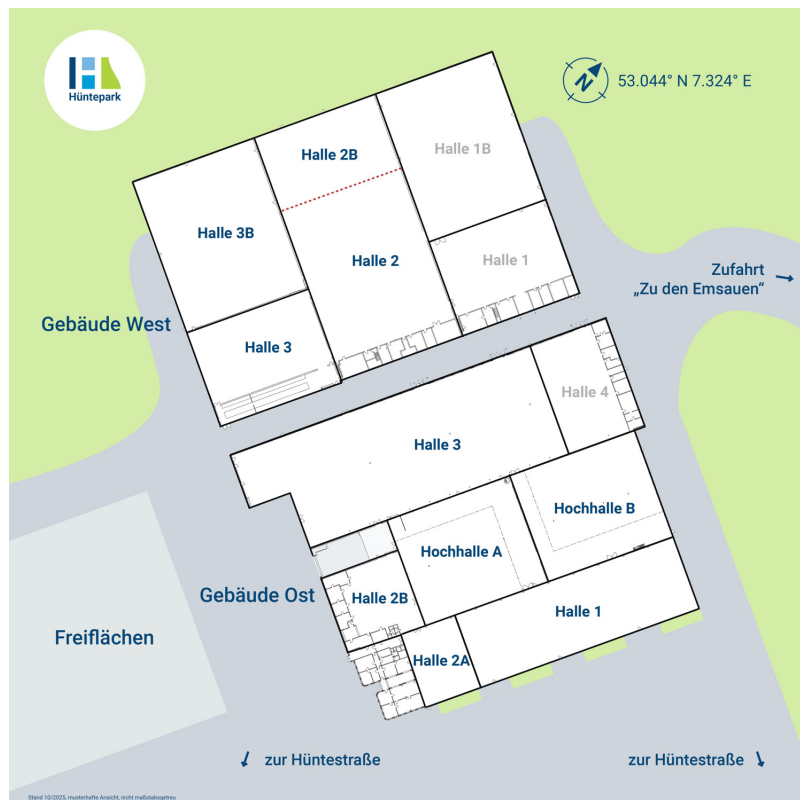 Hüntepark
N
53.044° N 7.324° E
Halle 2B
Halle 1B
Halle 3B
Halle 2
Halle 1
Zufahrt
„Zu den Emsauen“
Gebäude West
Halle 3
Halle 4
Halle 3
Hochhalle B
Hochhalle A
Gebäude Ost
Halle 2B
Halle 1
Freiflächen
Halle 2A
zur Hüntestraße
zur Hüntestraße
Stand 10/2025, musterhafte Ansicht, nicht maßstabsgetreu